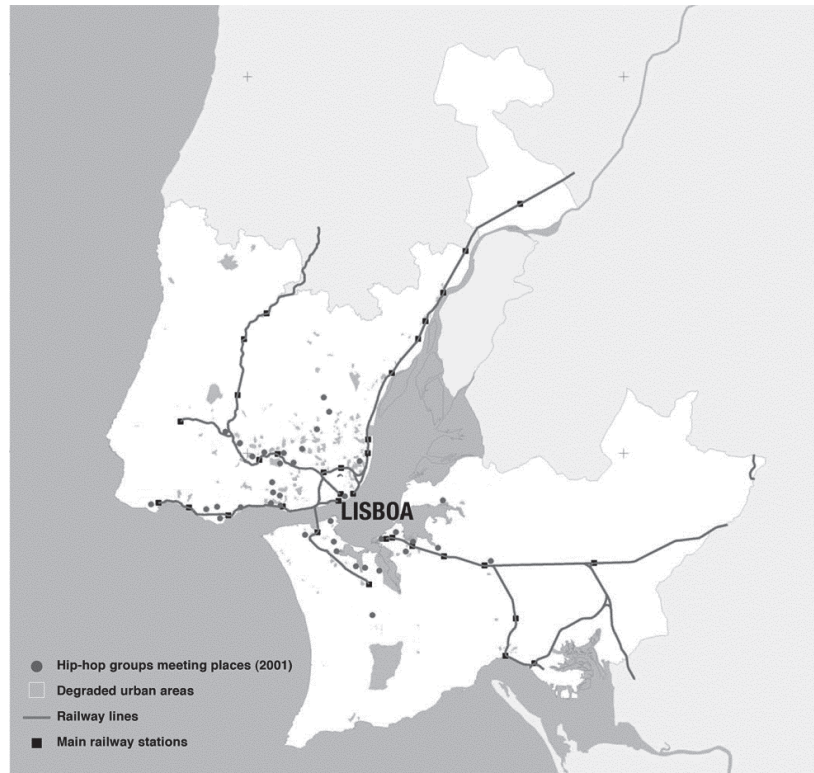 LISBOA
Hip-hop groups meeting places (2001)
Degraded urban areas
Railway lines
Main railway stations